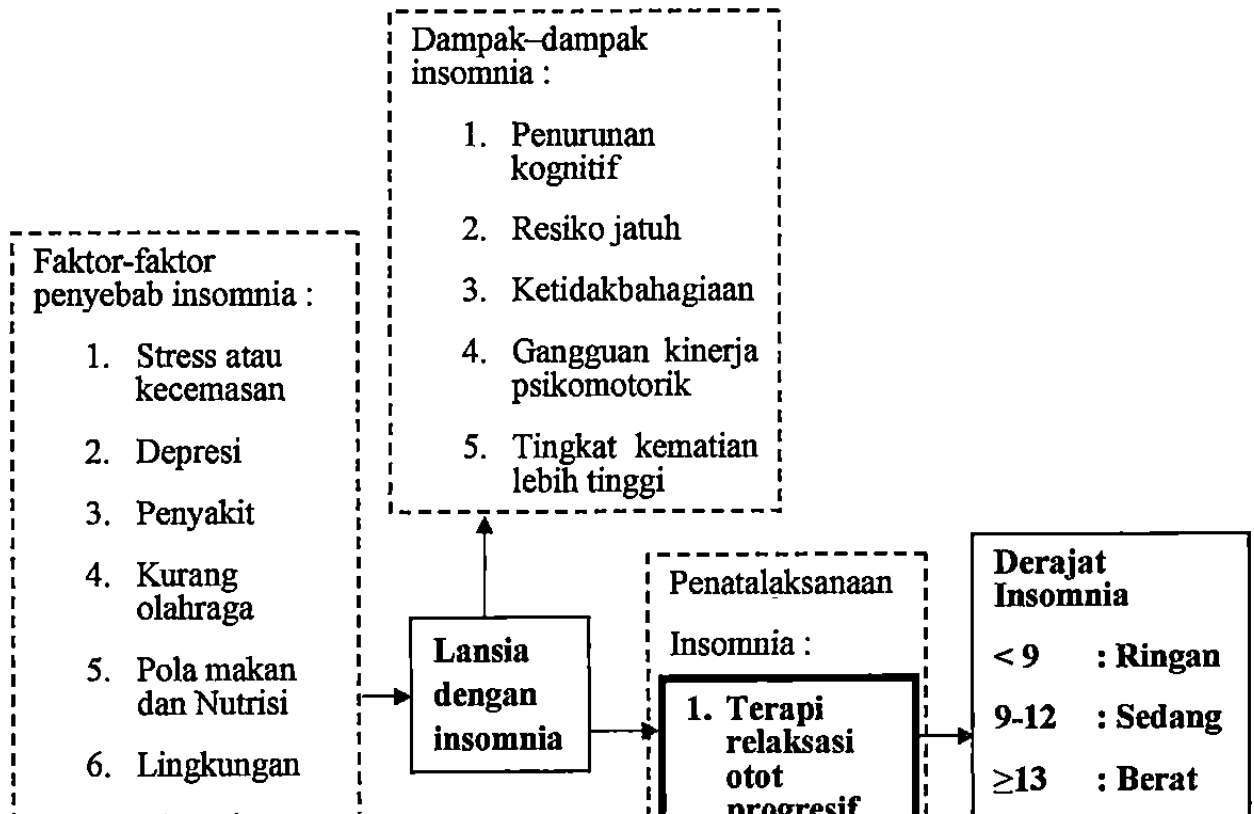 Dampak–dampak
insomnia :
1. Penurunan
kognitif
2. Resiko jatuh
3. Ketidakbahagiaan
4. Gangguan kinerja
psikomotorik
5. Tingkat kematian
lebih tinggi
Faktor-faktor
penyebab insomnia :
1. Stress atau
kecemasan
2. Depresi
3. Penyakit
4. Kurang
olahraga
5. Pola makan
dan Nutrisi
6. Lingkungan
Lansia
dengan
insomnia
Penatalaksanaan
Insomnia :
1. Terapi
relaksasi
otot
progresif
Derajat
Insomnia
< 9 : Ringan
9-12 : Sedang
≥13 : Berat